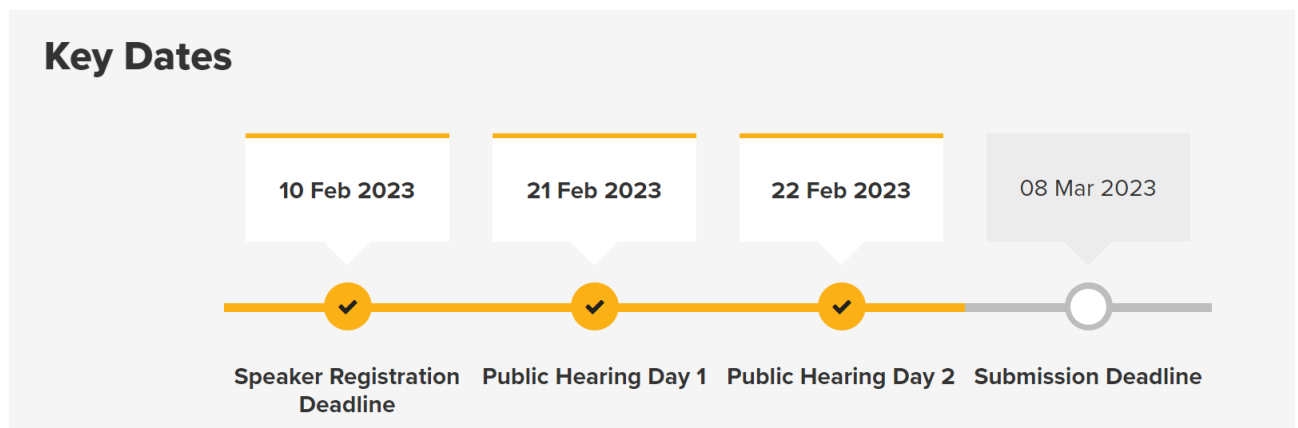 Key Dates
10 Feb 2023
21 Feb 2023
22 Feb 2023
08 Mar 2023
Speaker Registration
Deadline
Public Hearing Day 1
Public Hearing Day 2
Submission Deadline